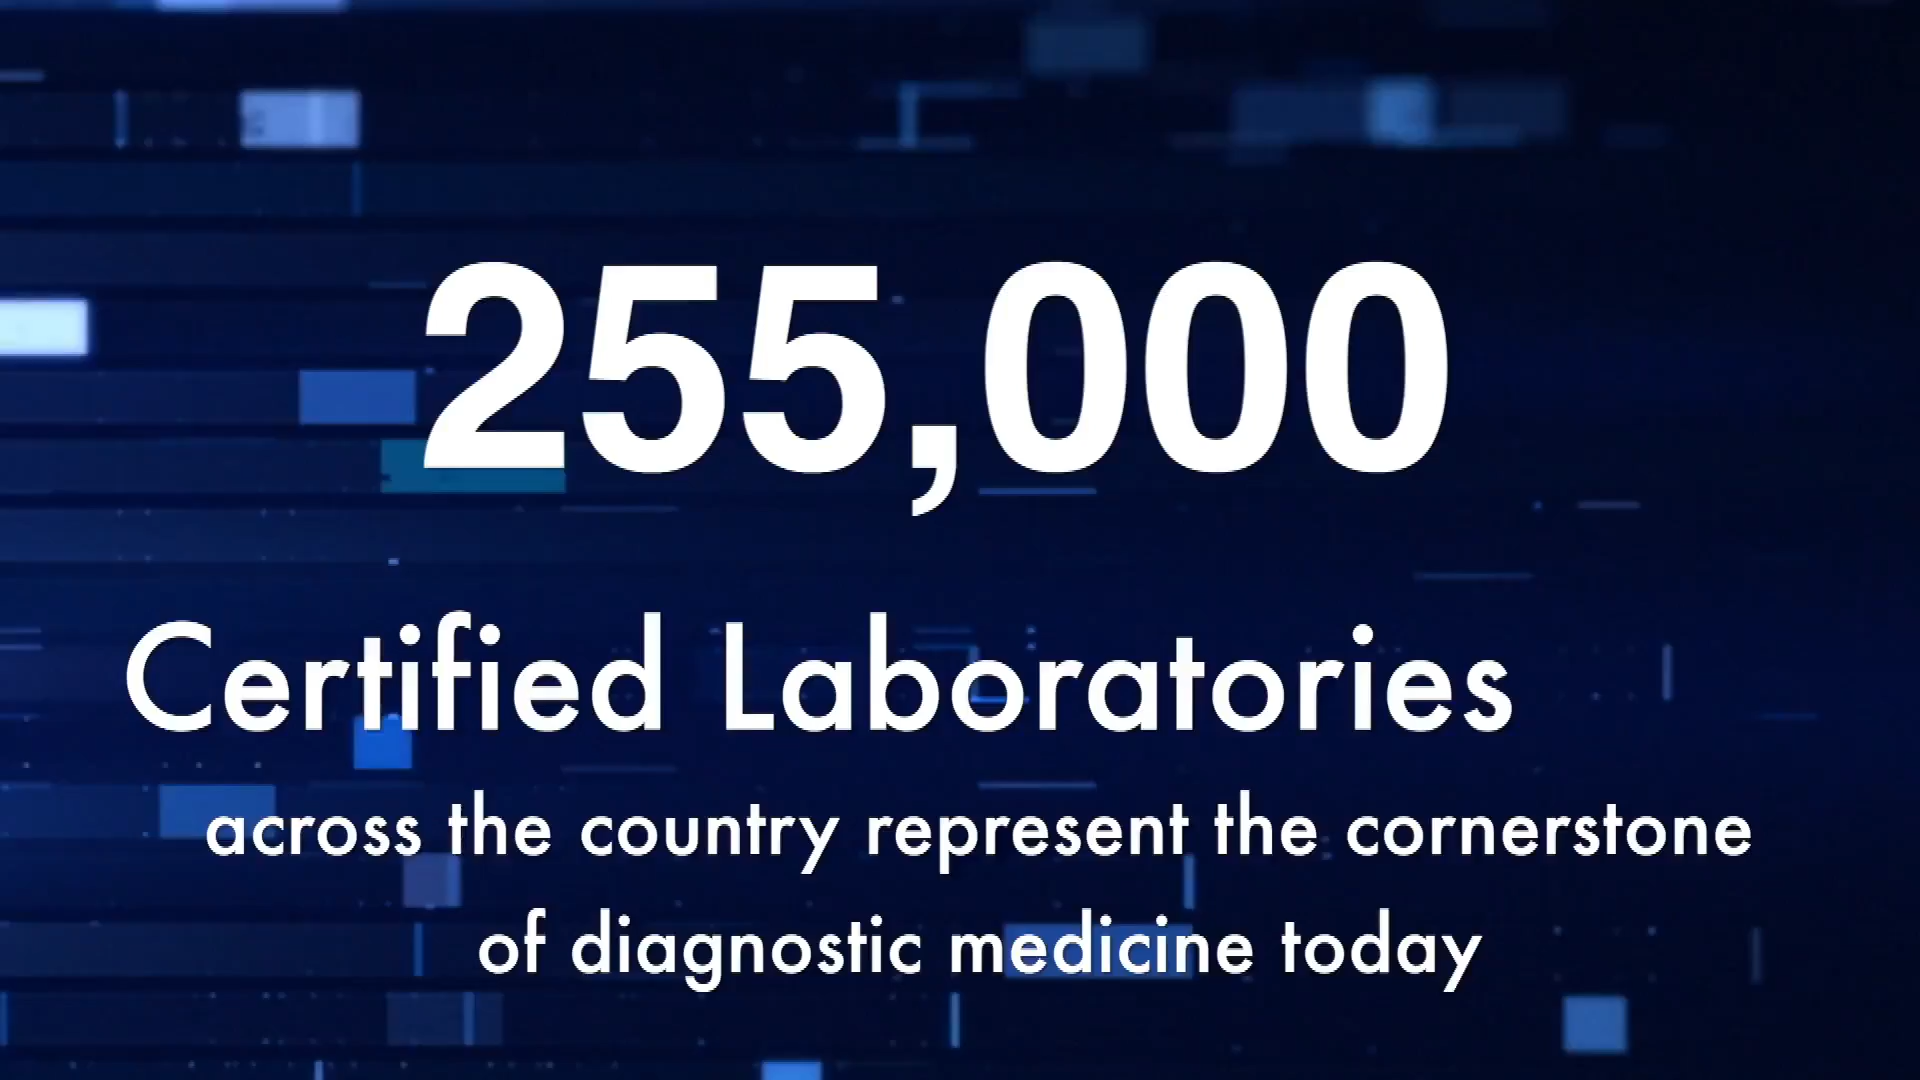 255,000
Certified Laboratories
across the country represent the cornerstone
of diagnostic medicine today